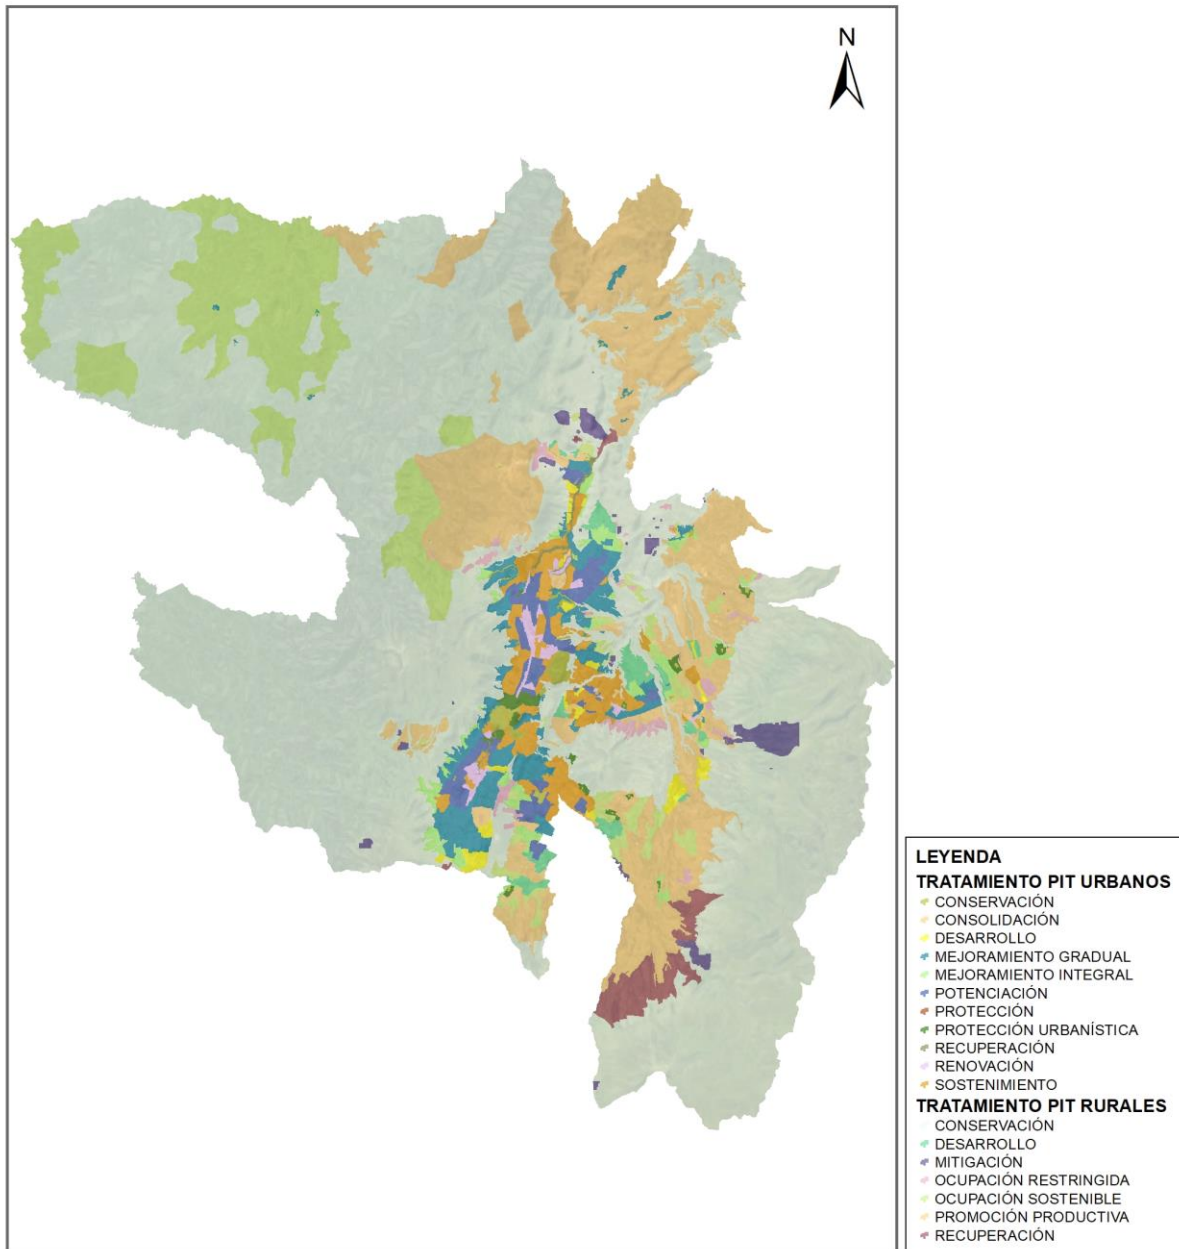 N
LEYENDA
TRATAMIENTO PIT URBANOS
CONSERVACIÓN
CONSOLIDACIÓN
DESARROLLO
MEJORAMIENTO GRADUAL
MEJORAMIENTO INTEGRAL
POTENCIACIÓN
PROTECCIÓN
PROTECCIÓN URBANÍSTICA
RECUPERACIÓN
RENOVACIÓN
SOSTENIMIENTO
TRATAMIENTO PIT RURALES
CONSERVACIÓN
DESARROLLO
MITIGACIÓN
OCUPACIÓN RESTRINGIDA
OCUPACIÓN SOSTENIBLE
PROMOCIÓN PRODUCTIVA
RECUPERACIÓN